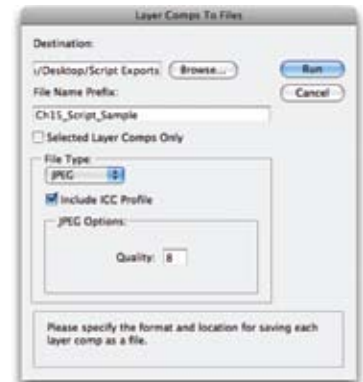 Layer Comps To Files
Destination:
:/Desktop/Script Exports
Browse...
Run
File Name Prefix:
Cancel
Ch15_Script_Sample
Selected Layer Comps Only
File Type:
JPEG
Include ICC Profile
JPEG Options:
Quality: 8
Please specify the format and location for saving each
layer comp as a file.